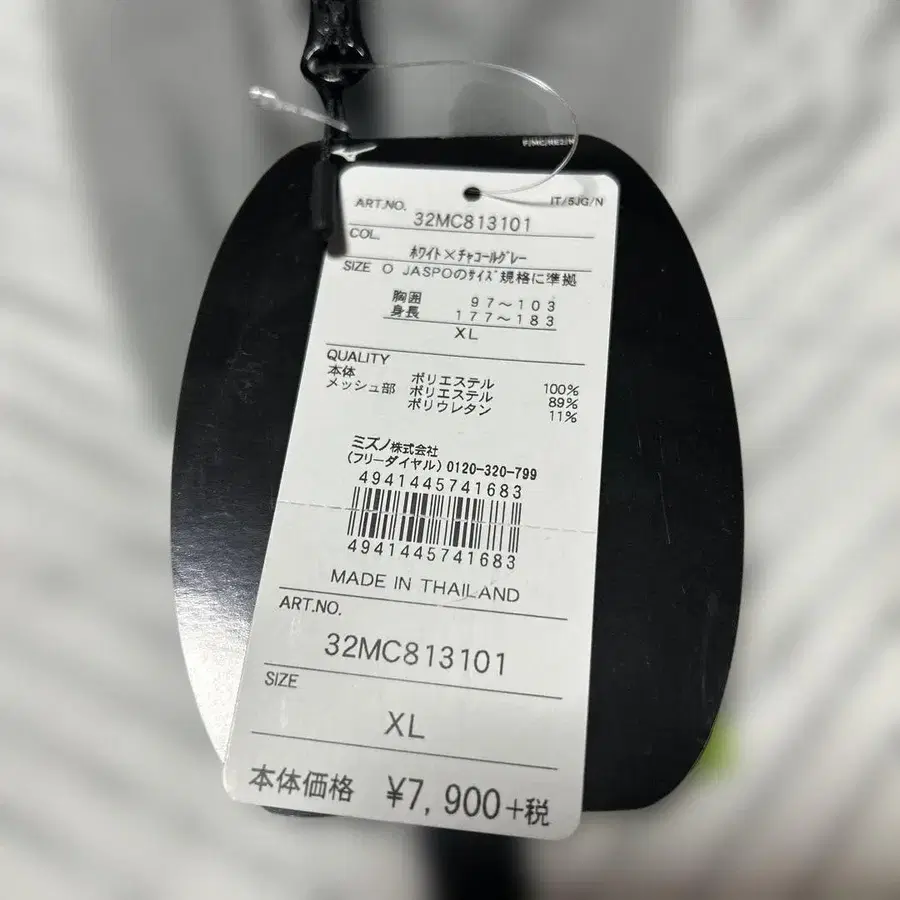 IT/5JG/N
ART.NO. 32MC813101
COL. ホワイト×チャコールグレー
SIZE O JASPOのサイズ規格に準拠
胸囲 97～103
身長 177～183
XL
QUALITY
本体 ポリエステル 100%
メッシュ部 ポリエステル 89%
ポリウレタン 11%
ミズノ株式会社
(フリーダイヤル) 0120-320-799
4941445741683
4941445741683
MADE IN THAILAND
ART.NO.
32MC813101
SIZE
XL
本体価格 ¥7,900+税